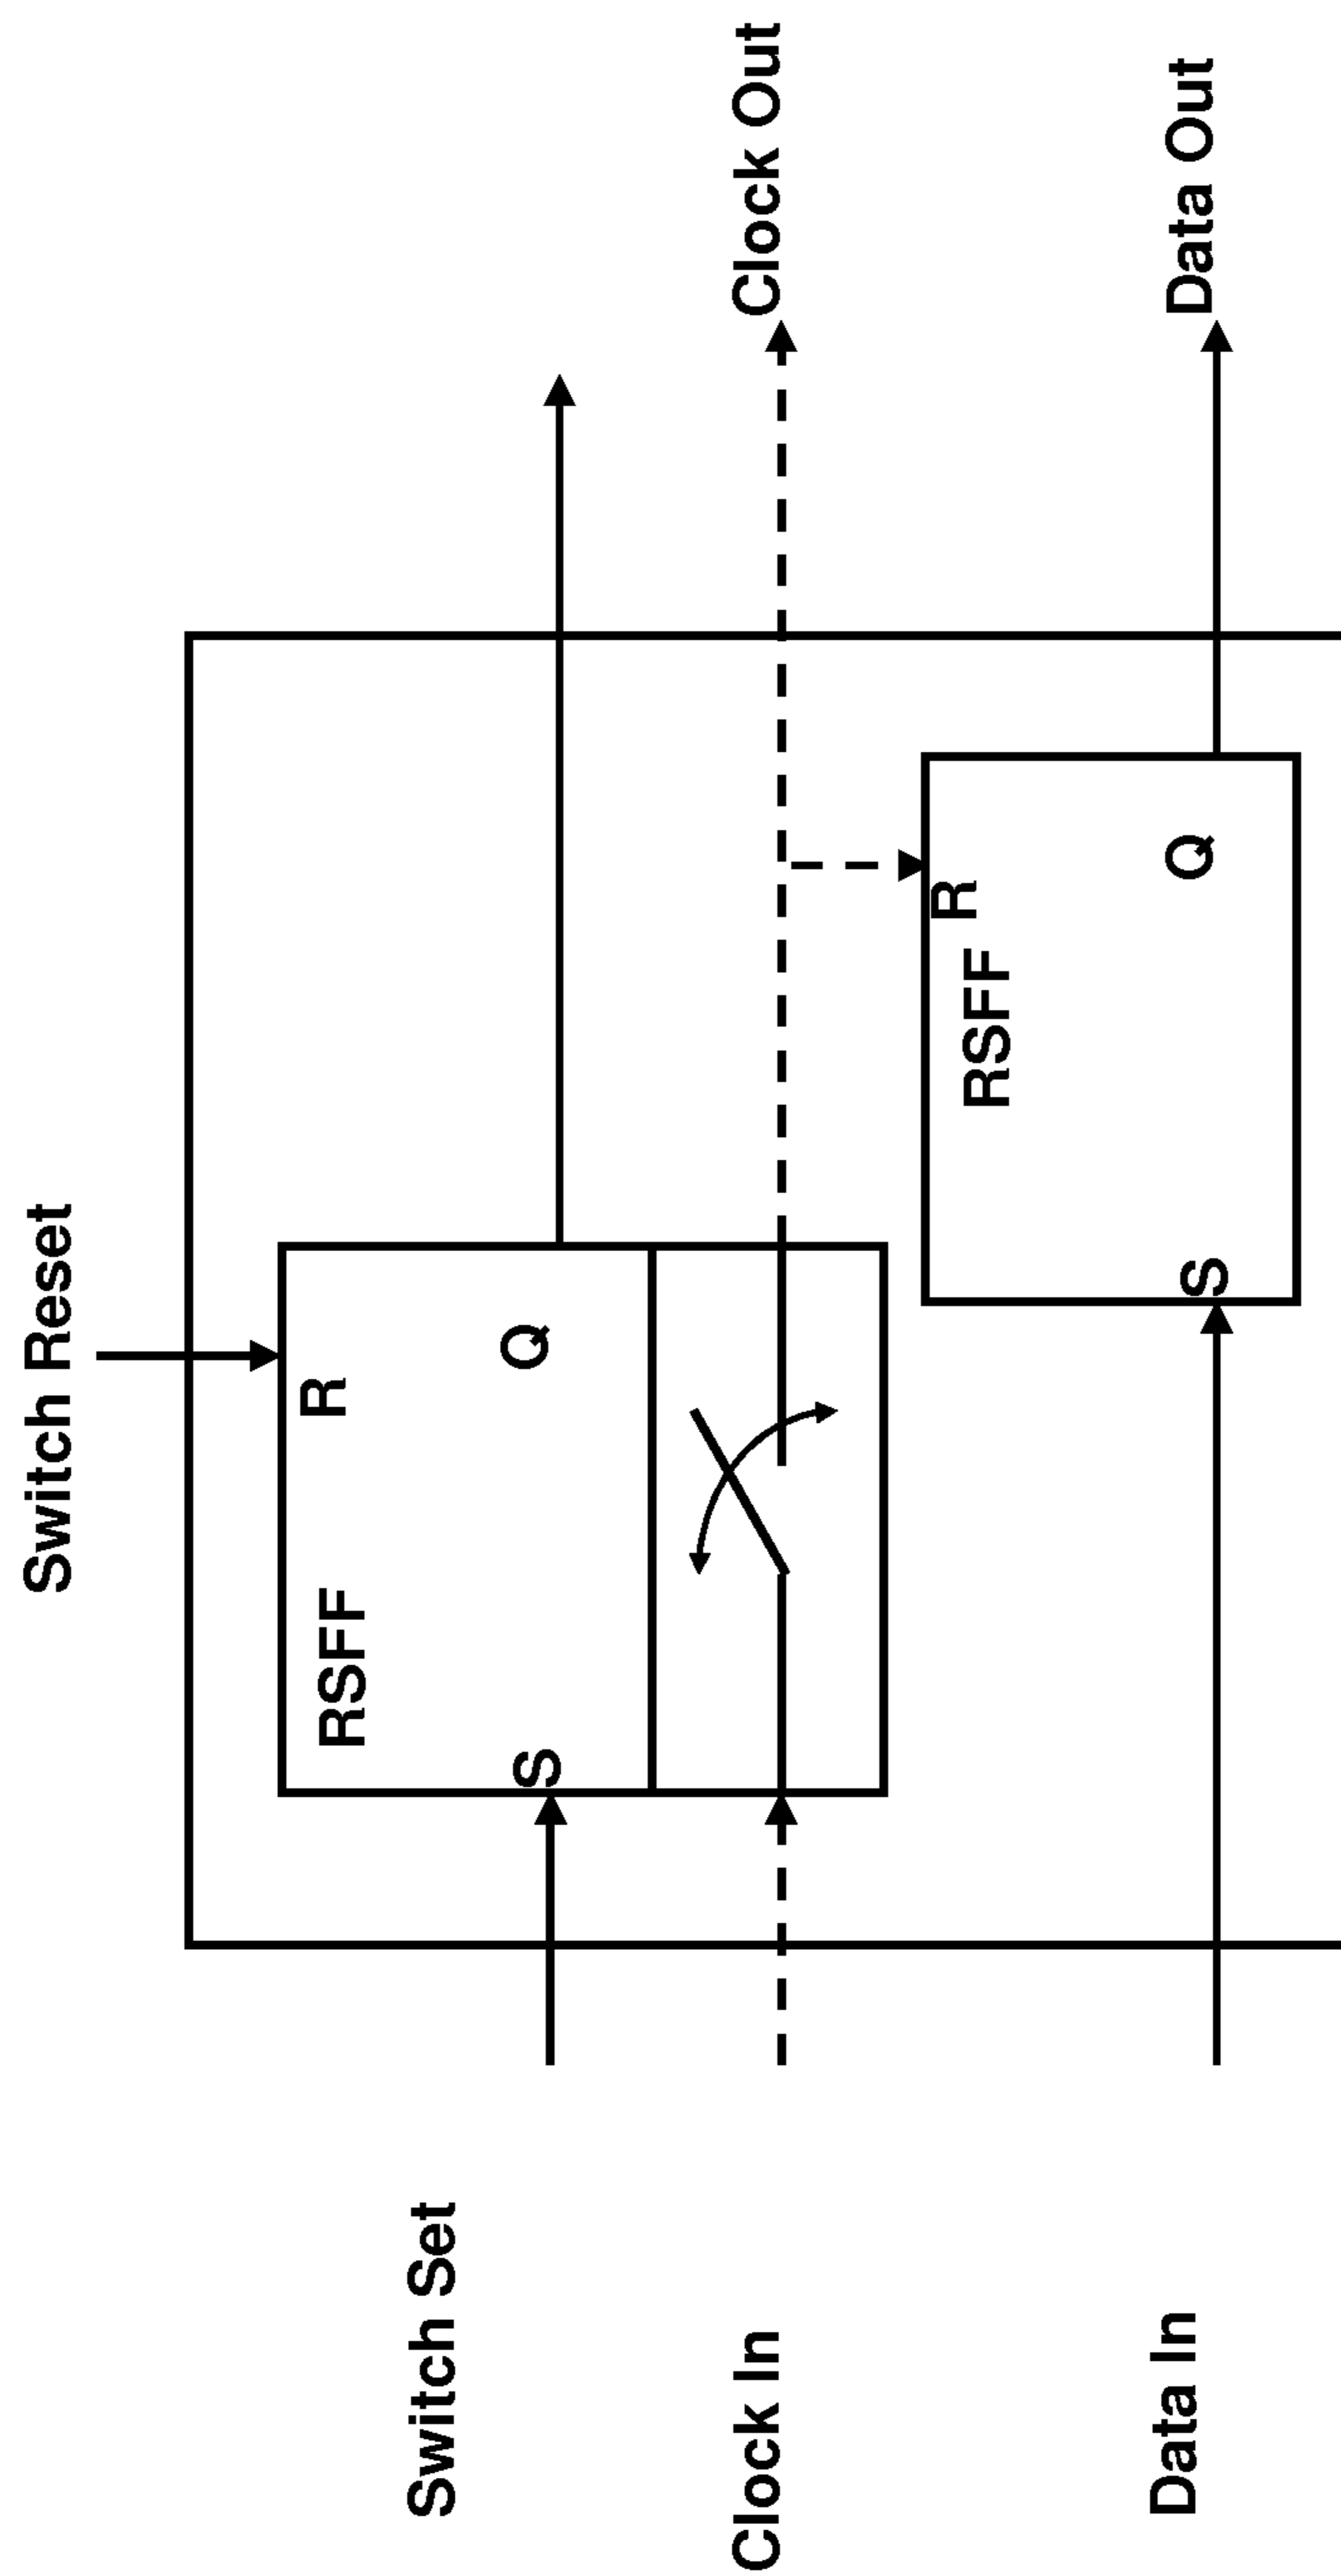 Switch Reset
Switch Set
S
RSFF
R
Q
Clock In
Clock Out
R
RSFF
Data In
S
Q
Data Out